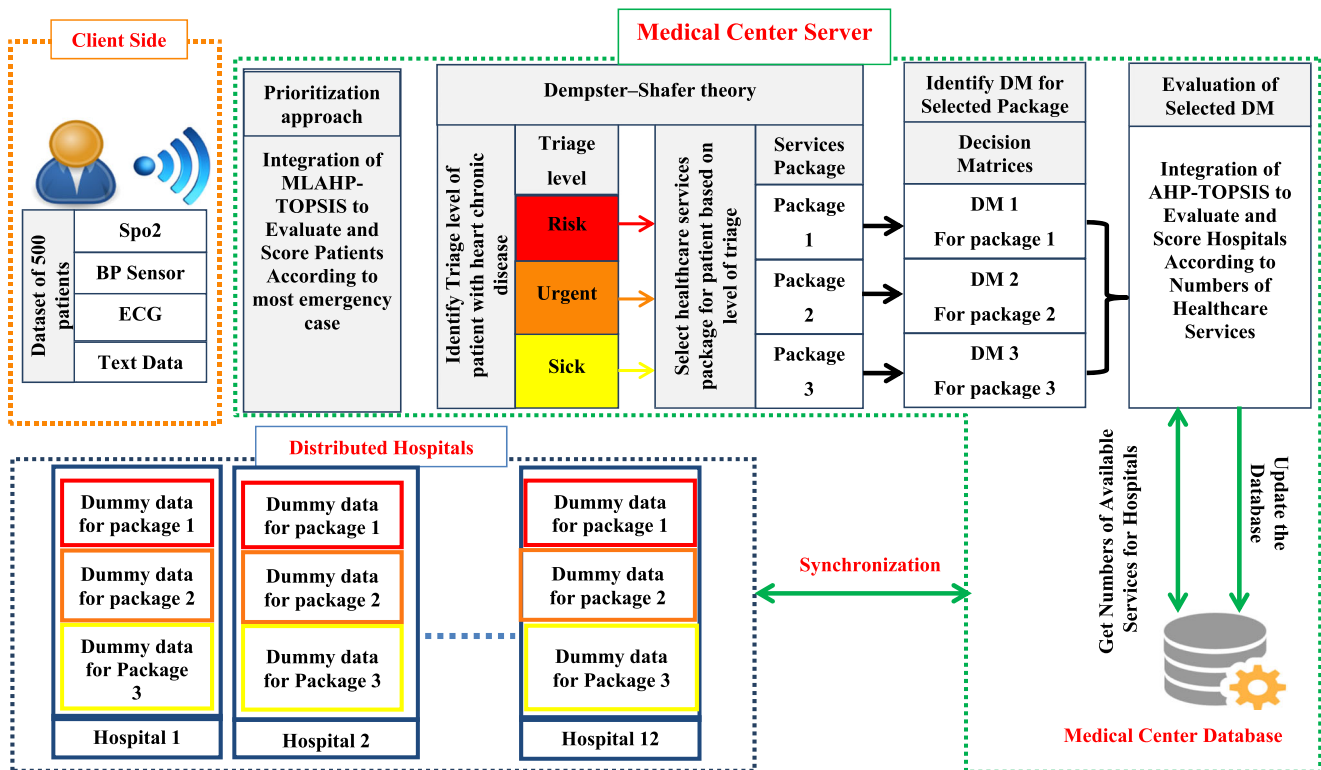 Client Side
Dataset of 500
patients
Spo2
BP Sensor
ECG
Text Data
Medical Center Server
Prioritization
approach
Integration of
MLAHP-
TOPSIS to
Evaluate and
Score Patients
According to
most emergency
case
Dempster–Shafer theory
Identify Triage level of
patient with heart chronic
disease
Triage
level
Risk
Urgent
Sick
Select healthcare services
package for patient based on
level of triage
Services
Package
Package
1
Package
2
Package
3
Identify DM for
Selected Package
Decision
Matrices
DM 1
For package 1
DM 2
For package 2
DM 3
For package 3
Evaluation of
Selected DM
Integration of
AHP-TOPSIS to
Evaluate and
Score Hospitals
According to
Numbers of
Healthcare
Services
Distributed Hospitals
Dummy data
for package 1
Dummy data
for package 2
Dummy data
for Package
3
Hospital 1
Dummy data
for package 1
Dummy data
for package 2
Dummy data
for Package 3
Hospital 2
Dummy data
for package 1
Dummy data
for package 2
Dummy data
for Package 3
Hospital 12
Synchronization
Get Numbers of Available
Services for Hospitals
Update the
Database
Medical Center Database